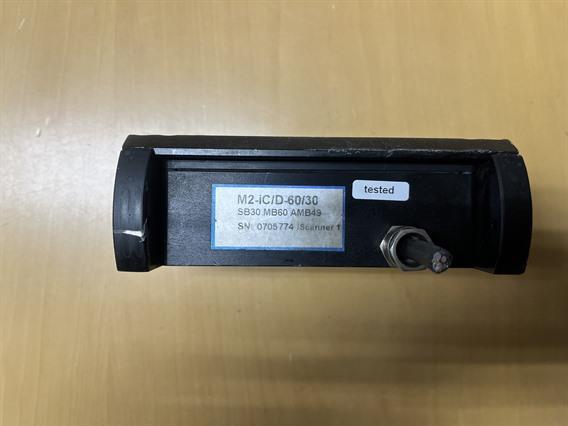 M2-iC/D-60/30
SB30 MB60 AMB49
SN: 0705774 /Scanner 1
tested